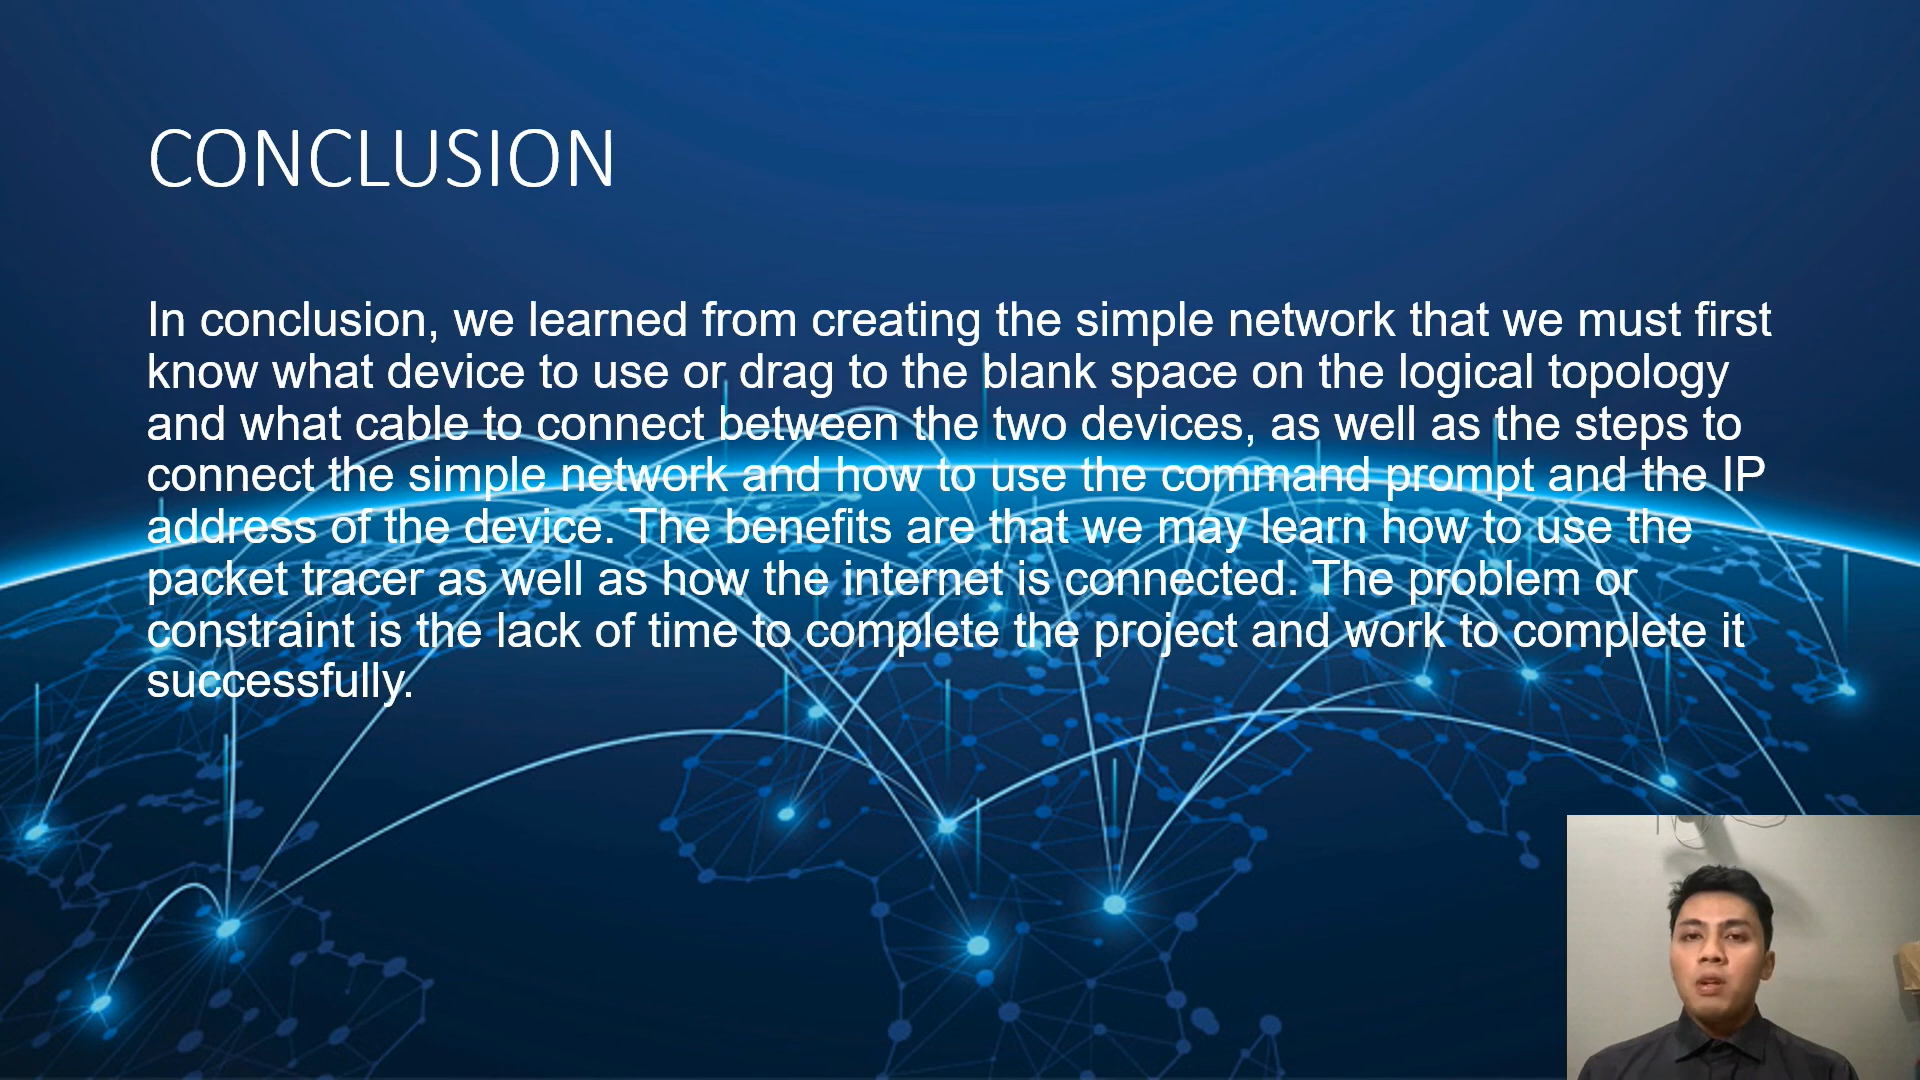 CONCLUSION
In conclusion, we learned from creating the simple network that we must first
know what device to use or drag to the blank space on the logical topology
and what cable to connect between the two devices, as well as the steps to
connect the simple network and how to use the command prompt and the IP
address of the device. The benefits are that we may learn how to use the
packet tracer as well as how the internet is connected. The problem or
constraint is the lack of time to complete the project and work to complete it
successfully.